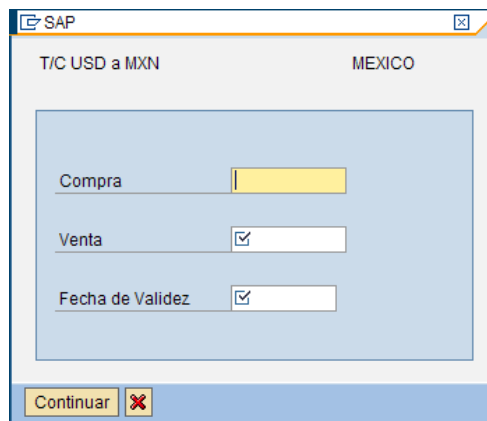 SAP
T/C USD a MXN MEXICO
Compra
Venta
Fecha de Validez
Continuar